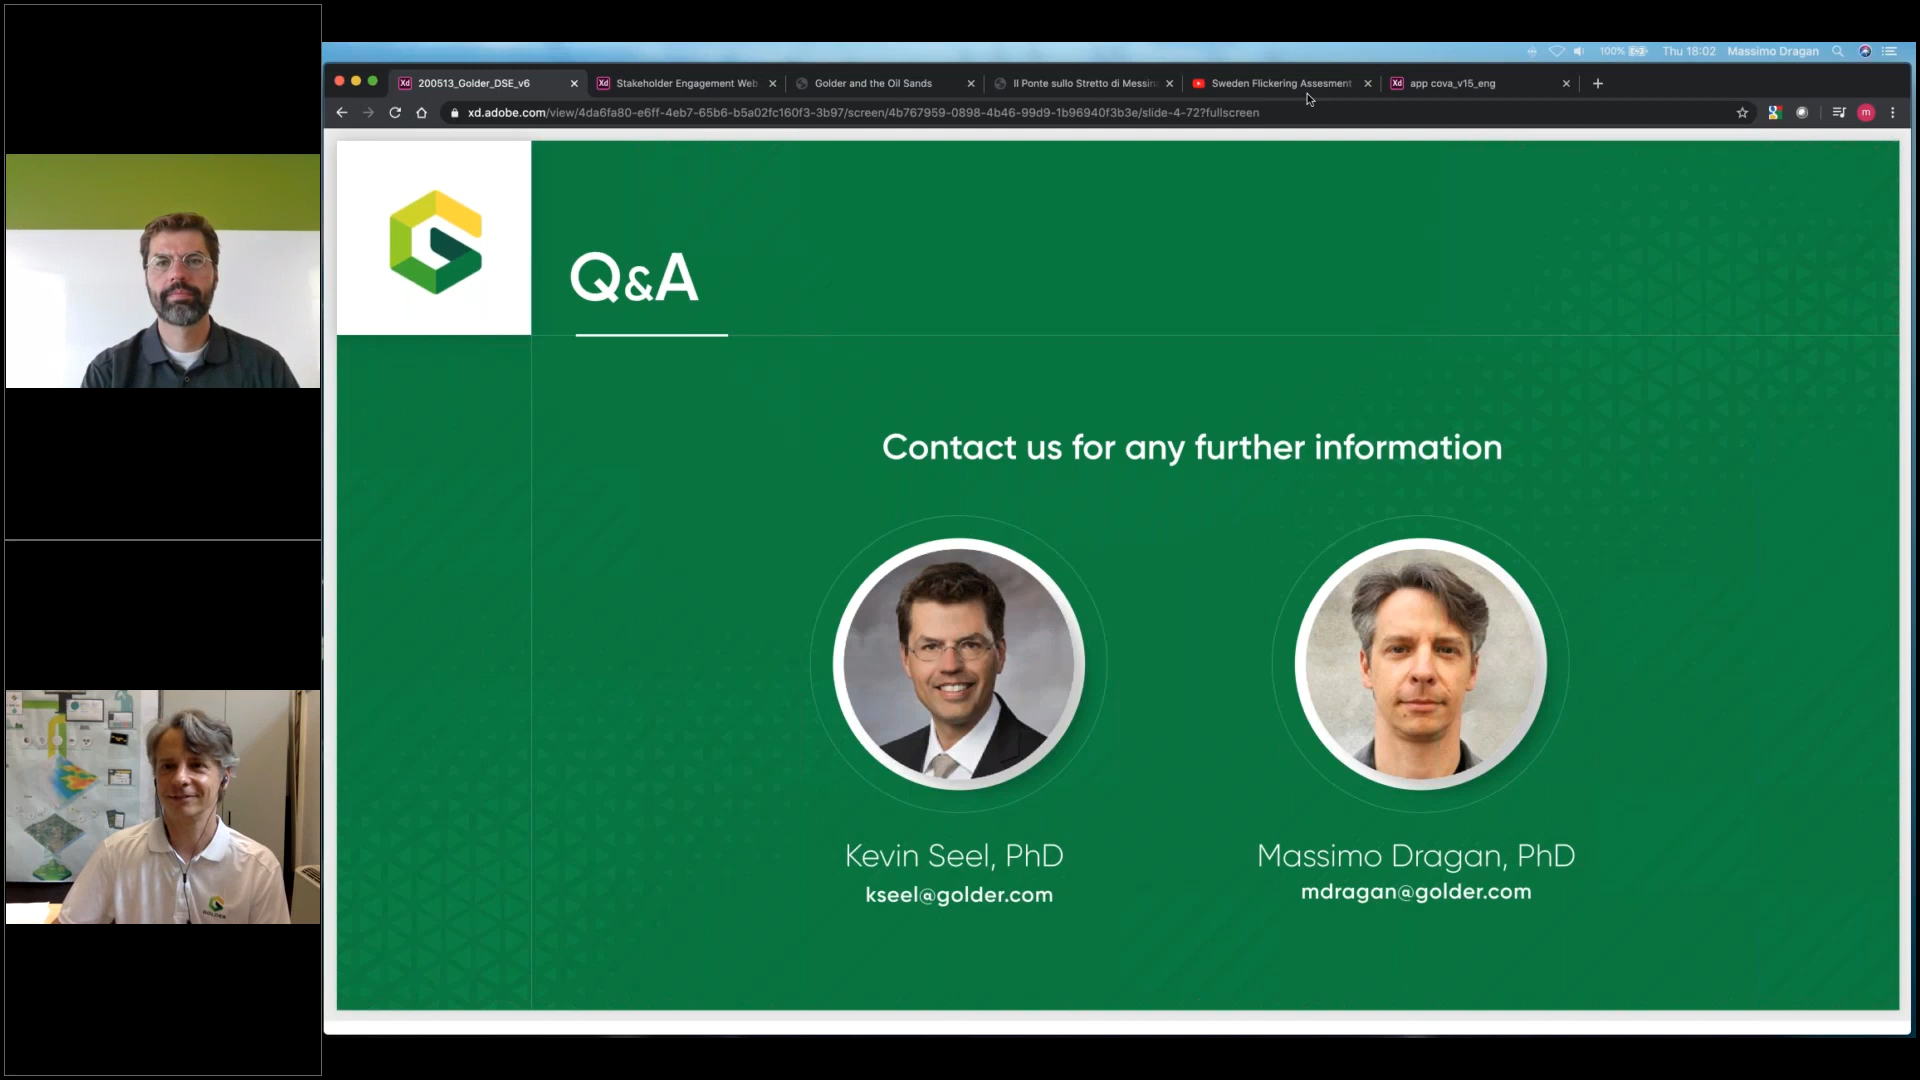 100%
Thu 18:02
Massimo Dragan
200513_Golder_DSE_v6
Stakeholder Engagement Web
Golder and the Oil Sands
Il Ponte sullo Stretto di Messin
Sweden Flickering Assesment
app cova_v15_eng
xd.adobe.com/view/4da6fa80-e6ff-4eb7-65b6-b5a02fc160f3-3b97/screen/4b767959-0898-4b46-99d9-1b96940f3b3e/slide-4-72?fullscreen
m
Q&A
Contact us for any further information
Kevin Seel, PhD
kseel@golder.com
Massimo Dragan, PhD
mdragan@golder.com
GOLDER